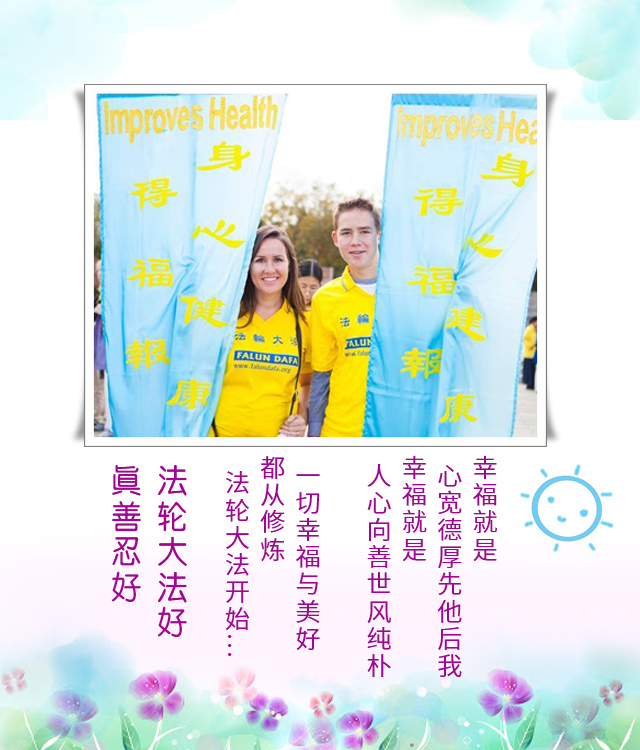 Improves Health
身心健康
得福報
Improves Hea
身心健康
得福報
法輪大法
FALUN DAFA
www.falundafa.org
法輪大
FALUN
www.fal
幸福就是
心宽德厚先他后我
幸福就是
人心向善世风纯朴
一切幸福与美好
都从修炼
法轮大法开始…
法轮大法好
眞善忍好